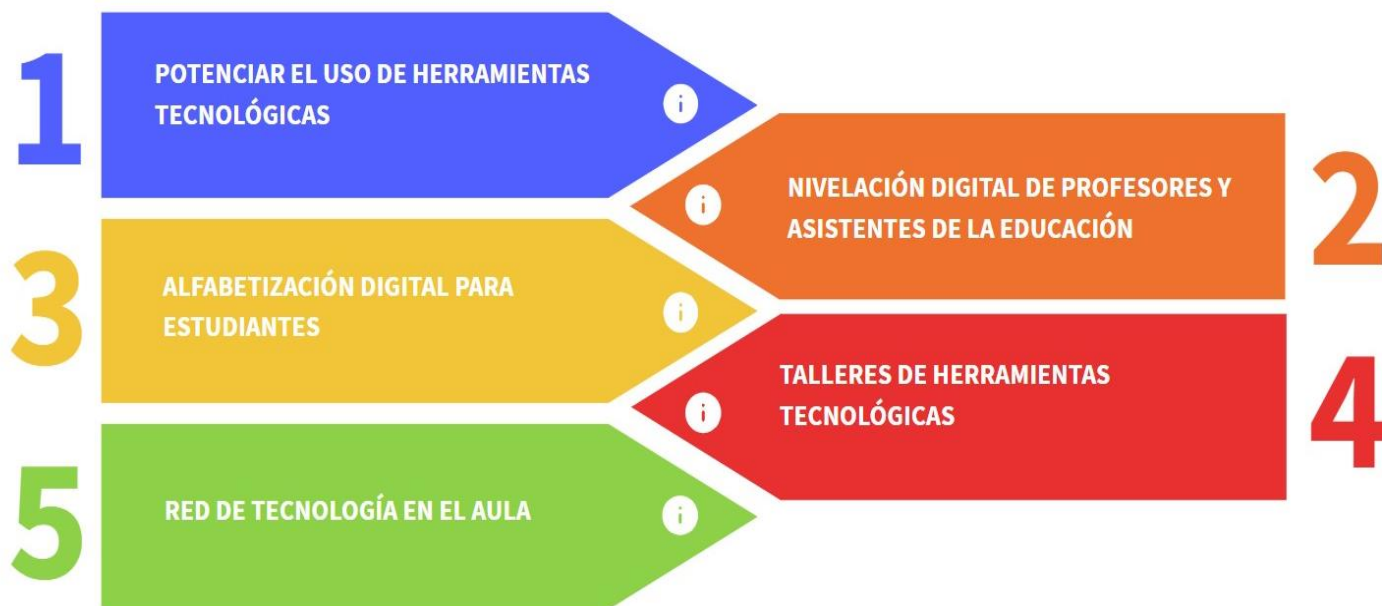 1
POTENCIAR EL USO DE HERRAMIENTAS
TECNOLÓGICAS
2
NIVELACIÓN DIGITAL DE PROFESORES Y
ASISTENTES DE LA EDUCACIÓN
3
ALFABETIZACIÓN DIGITAL PARA
ESTUDIANTES
4
TALLERES DE HERRAMIENTAS
TECNOLÓGICAS
5
RED DE TECNOLOGÍA EN EL AULA